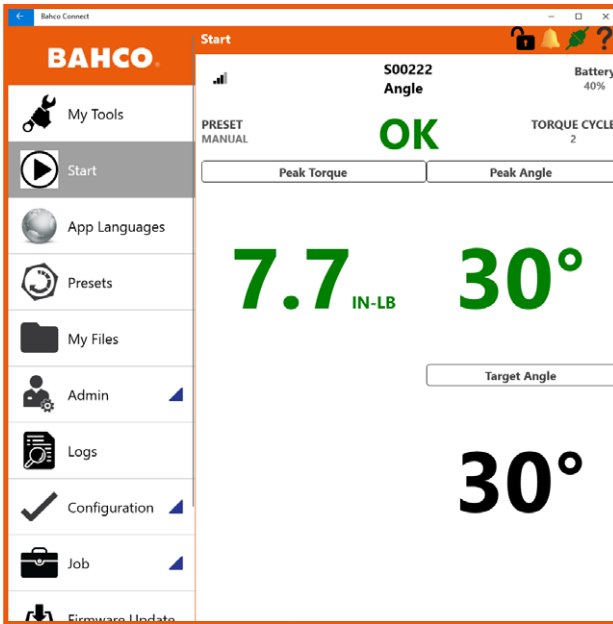 Bahco Connect
BAHCO®
Start
?
My Tools
Start
App Languages
Presets
My Files
Admin
Logs
Configuration
Job
Firmware Update
S00222
Angle
Battery
40%
PRESET
MANUAL
OK
TORQUE CYCLE
2
Peak Torque
Peak Angle
7.7 IN-LB
30°
Target Angle
30°